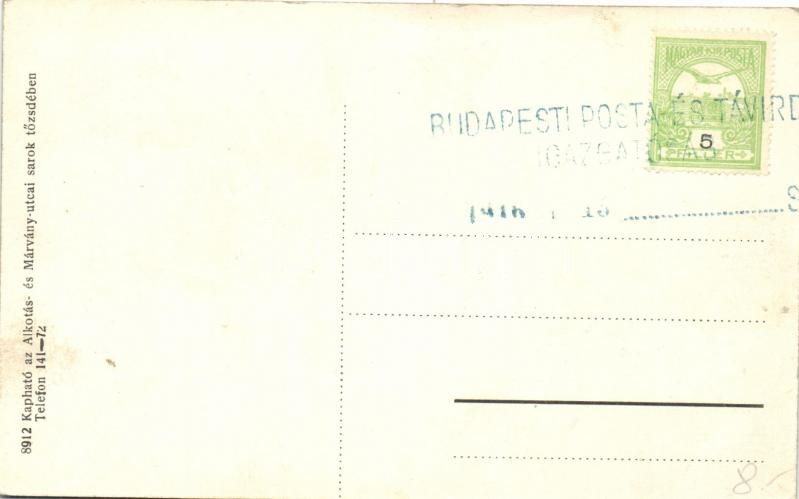 8912 Kapható az Alkotás- és Márvány-utcai sarok tőzsdében
Telefon 141—72
MAGYAR KIR. POSTA
5
FILLÉR
BUDAPESTI POSTA-ÉS TÁVIRD
IGAZGATÓSÁG
8.-